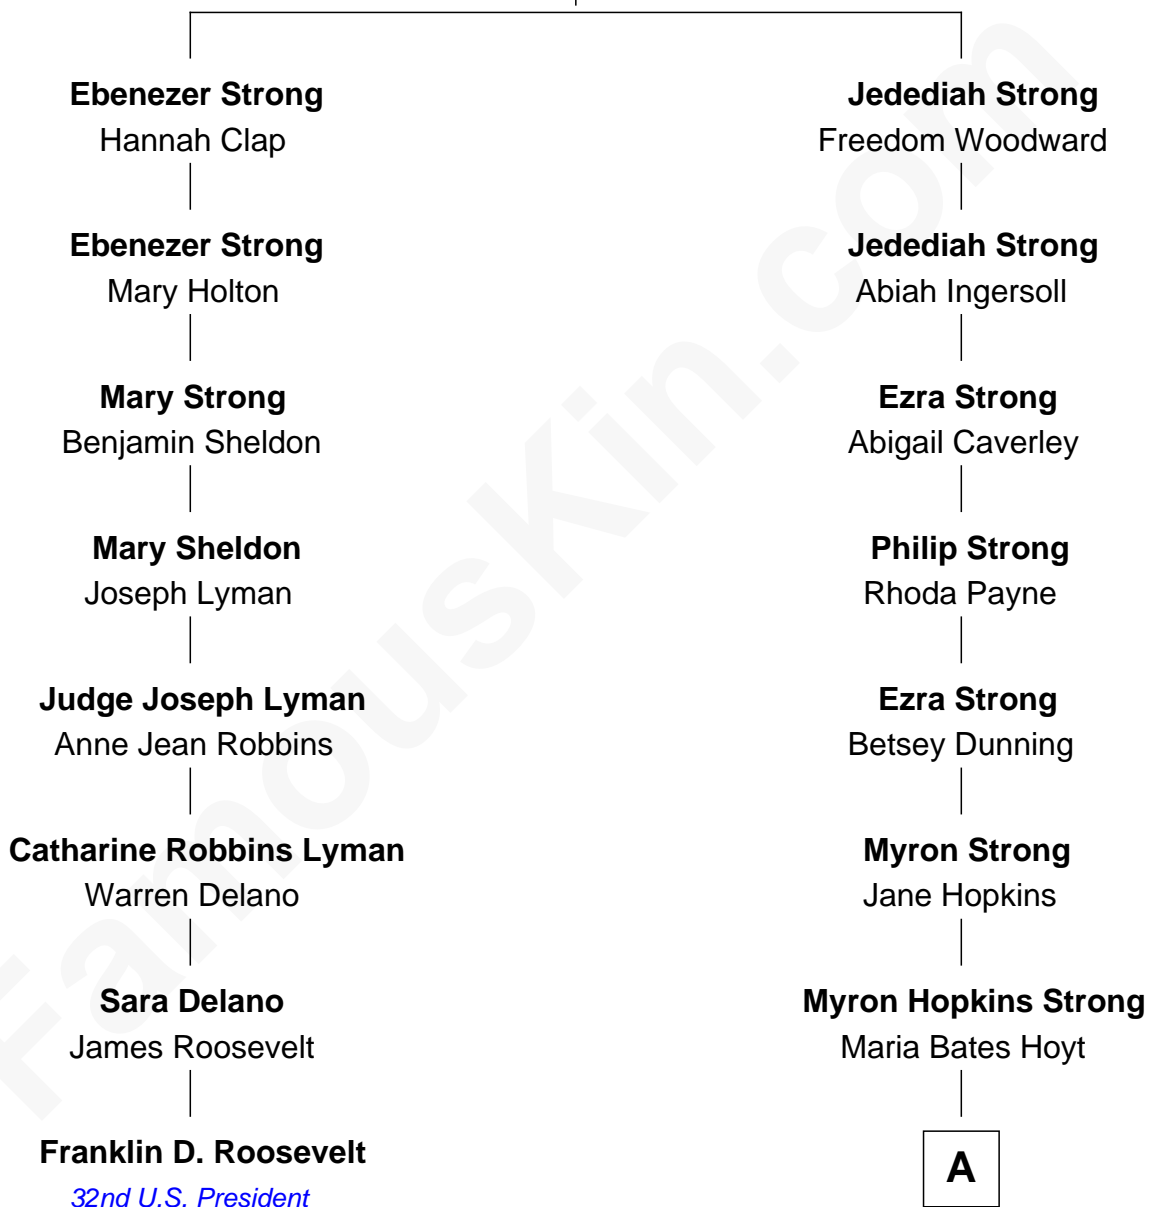 Ebenezer Strong
Hannah Clap
Jedediah Strong
Freedom Woodward
Ebenezer Strong
Mary Holton
Jedediah Strong
Abiah Ingersoll
Mary Strong
Benjamin Sheldon
Ezra Strong
Abigail Caverley
Mary Sheldon
Joseph Lyman
Philip Strong
Rhoda Payne
Judge Joseph Lyman
Anne Jean Robbins
Ezra Strong
Betsey Dunning
Catharine Robbins Lyman
Warren Delano
Myron Strong
Jane Hopkins
Sara Delano
James Roosevelt
Myron Hopkins Strong
Maria Bates Hoyt
Franklin D. Roosevelt
32nd U.S. President
A
FamousKin.com